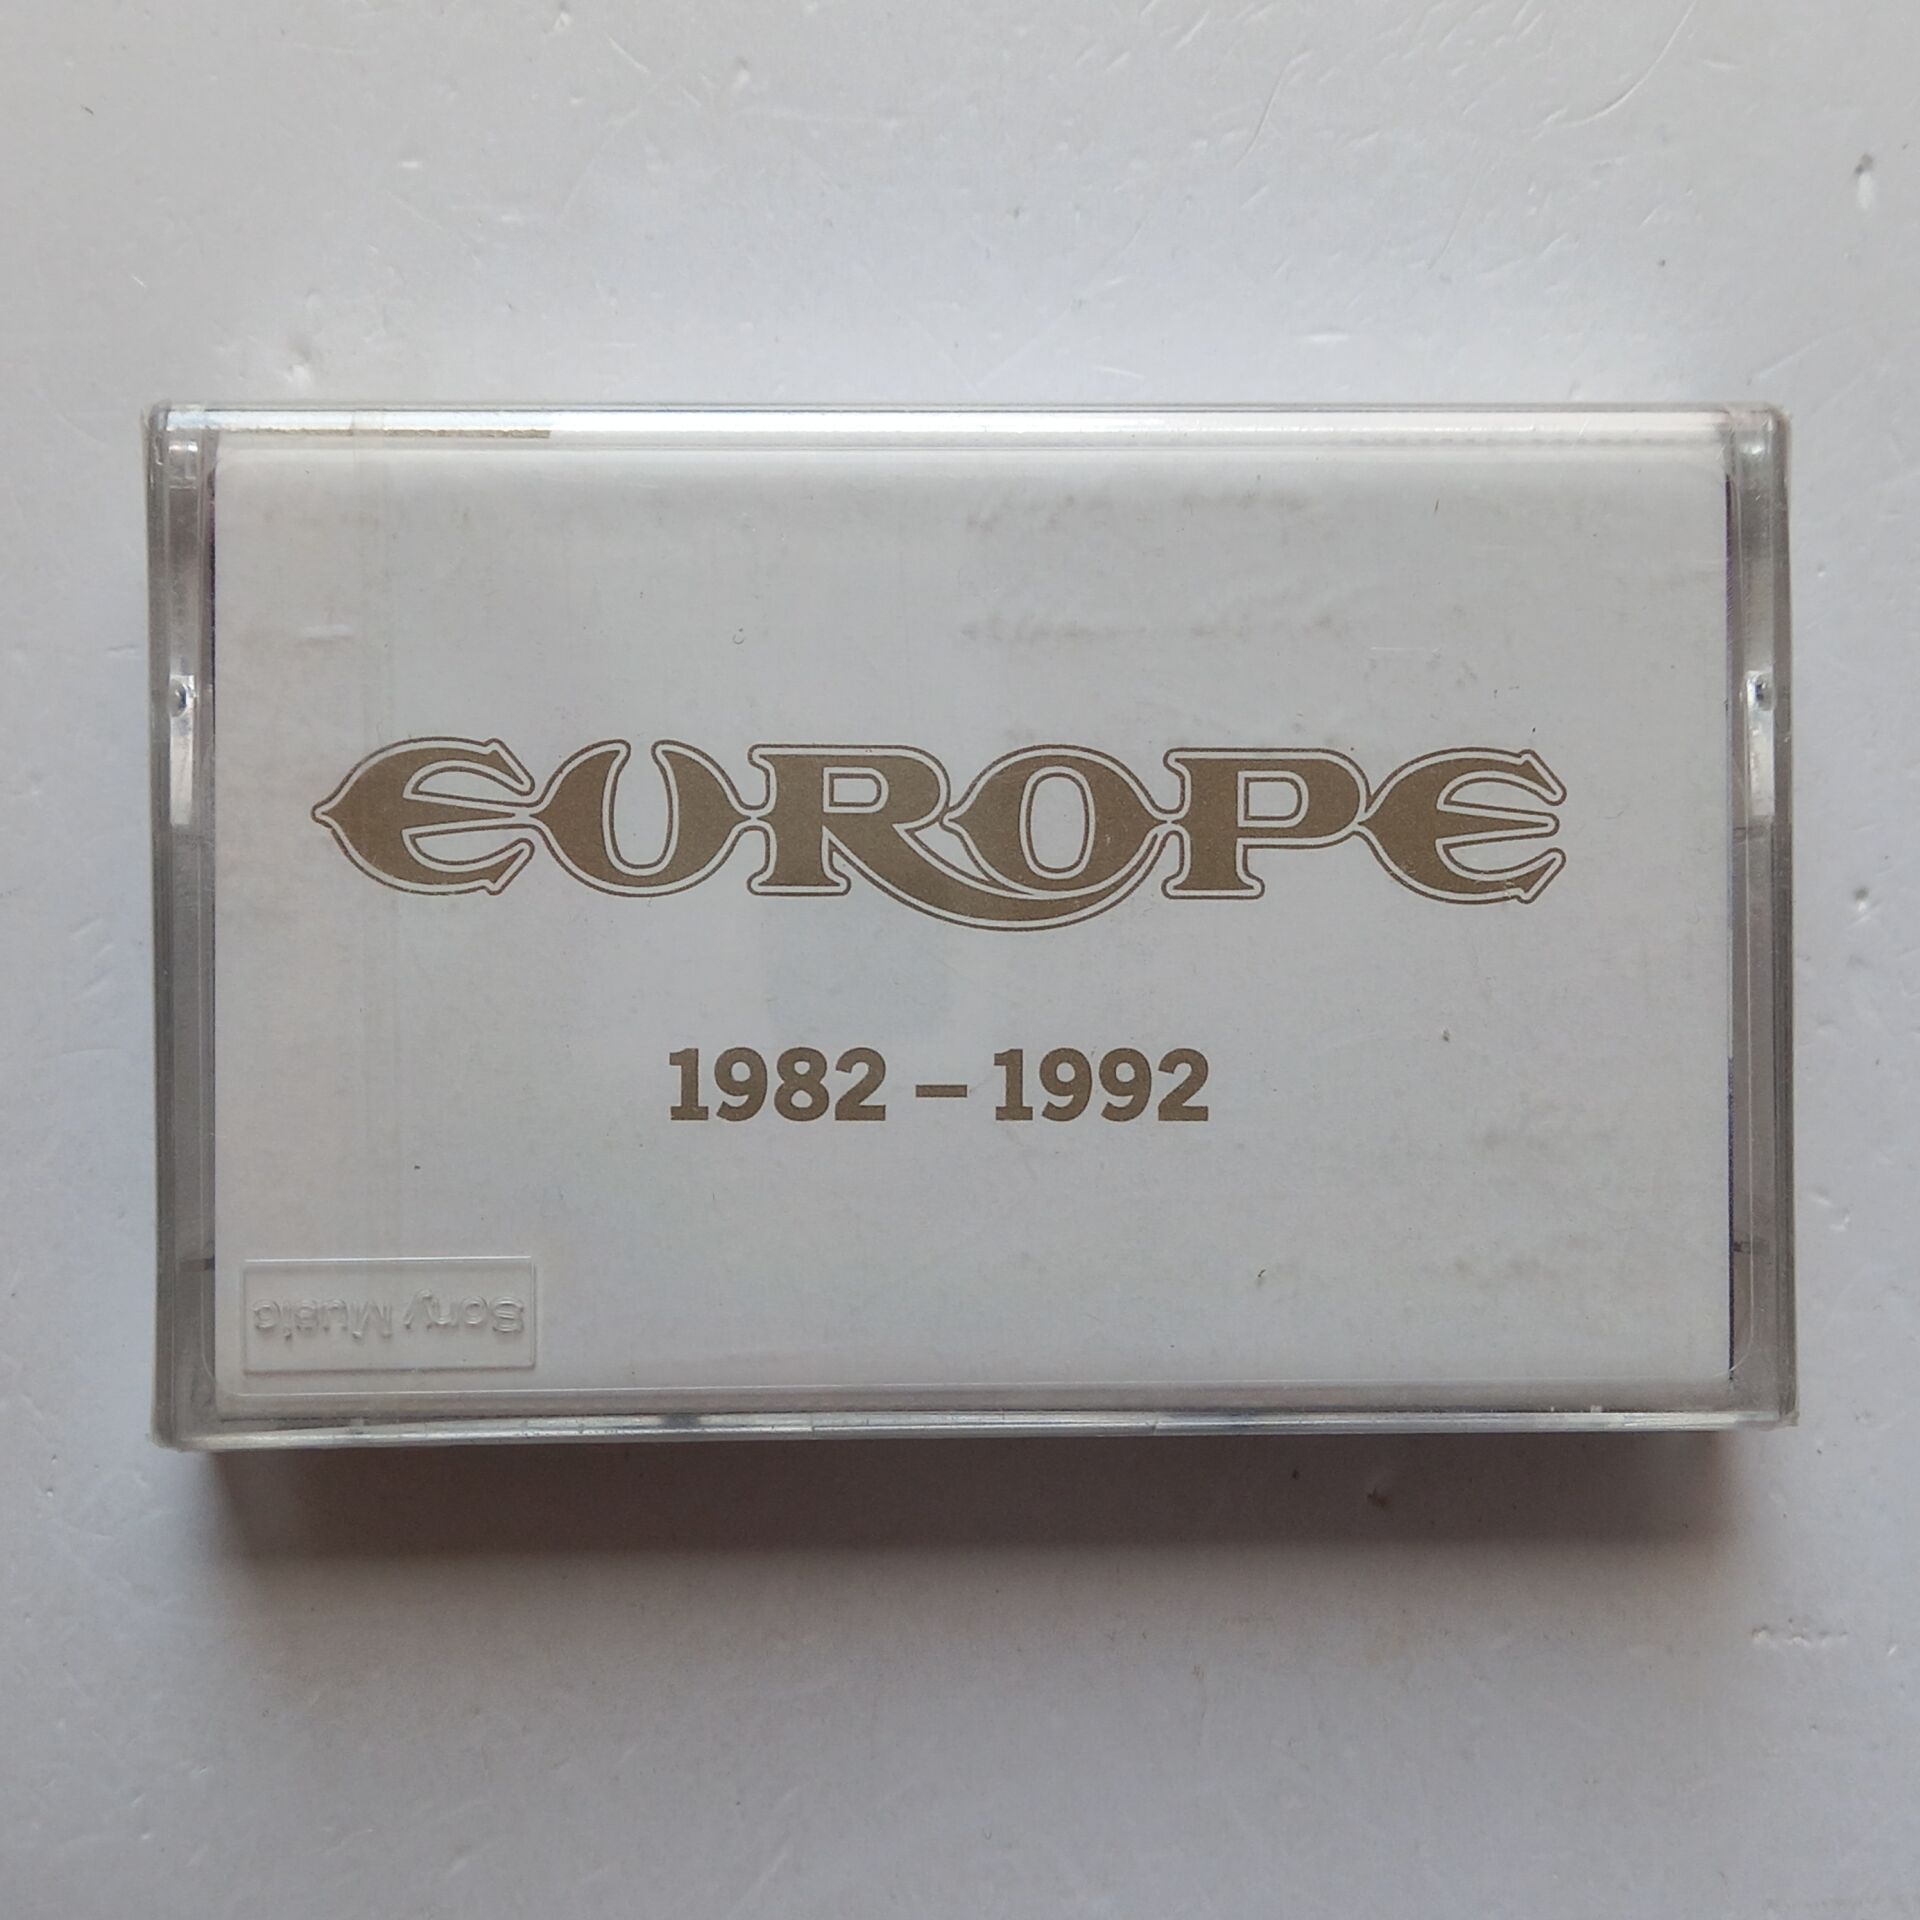 EUROPE
1982 – 1992
Sony Music